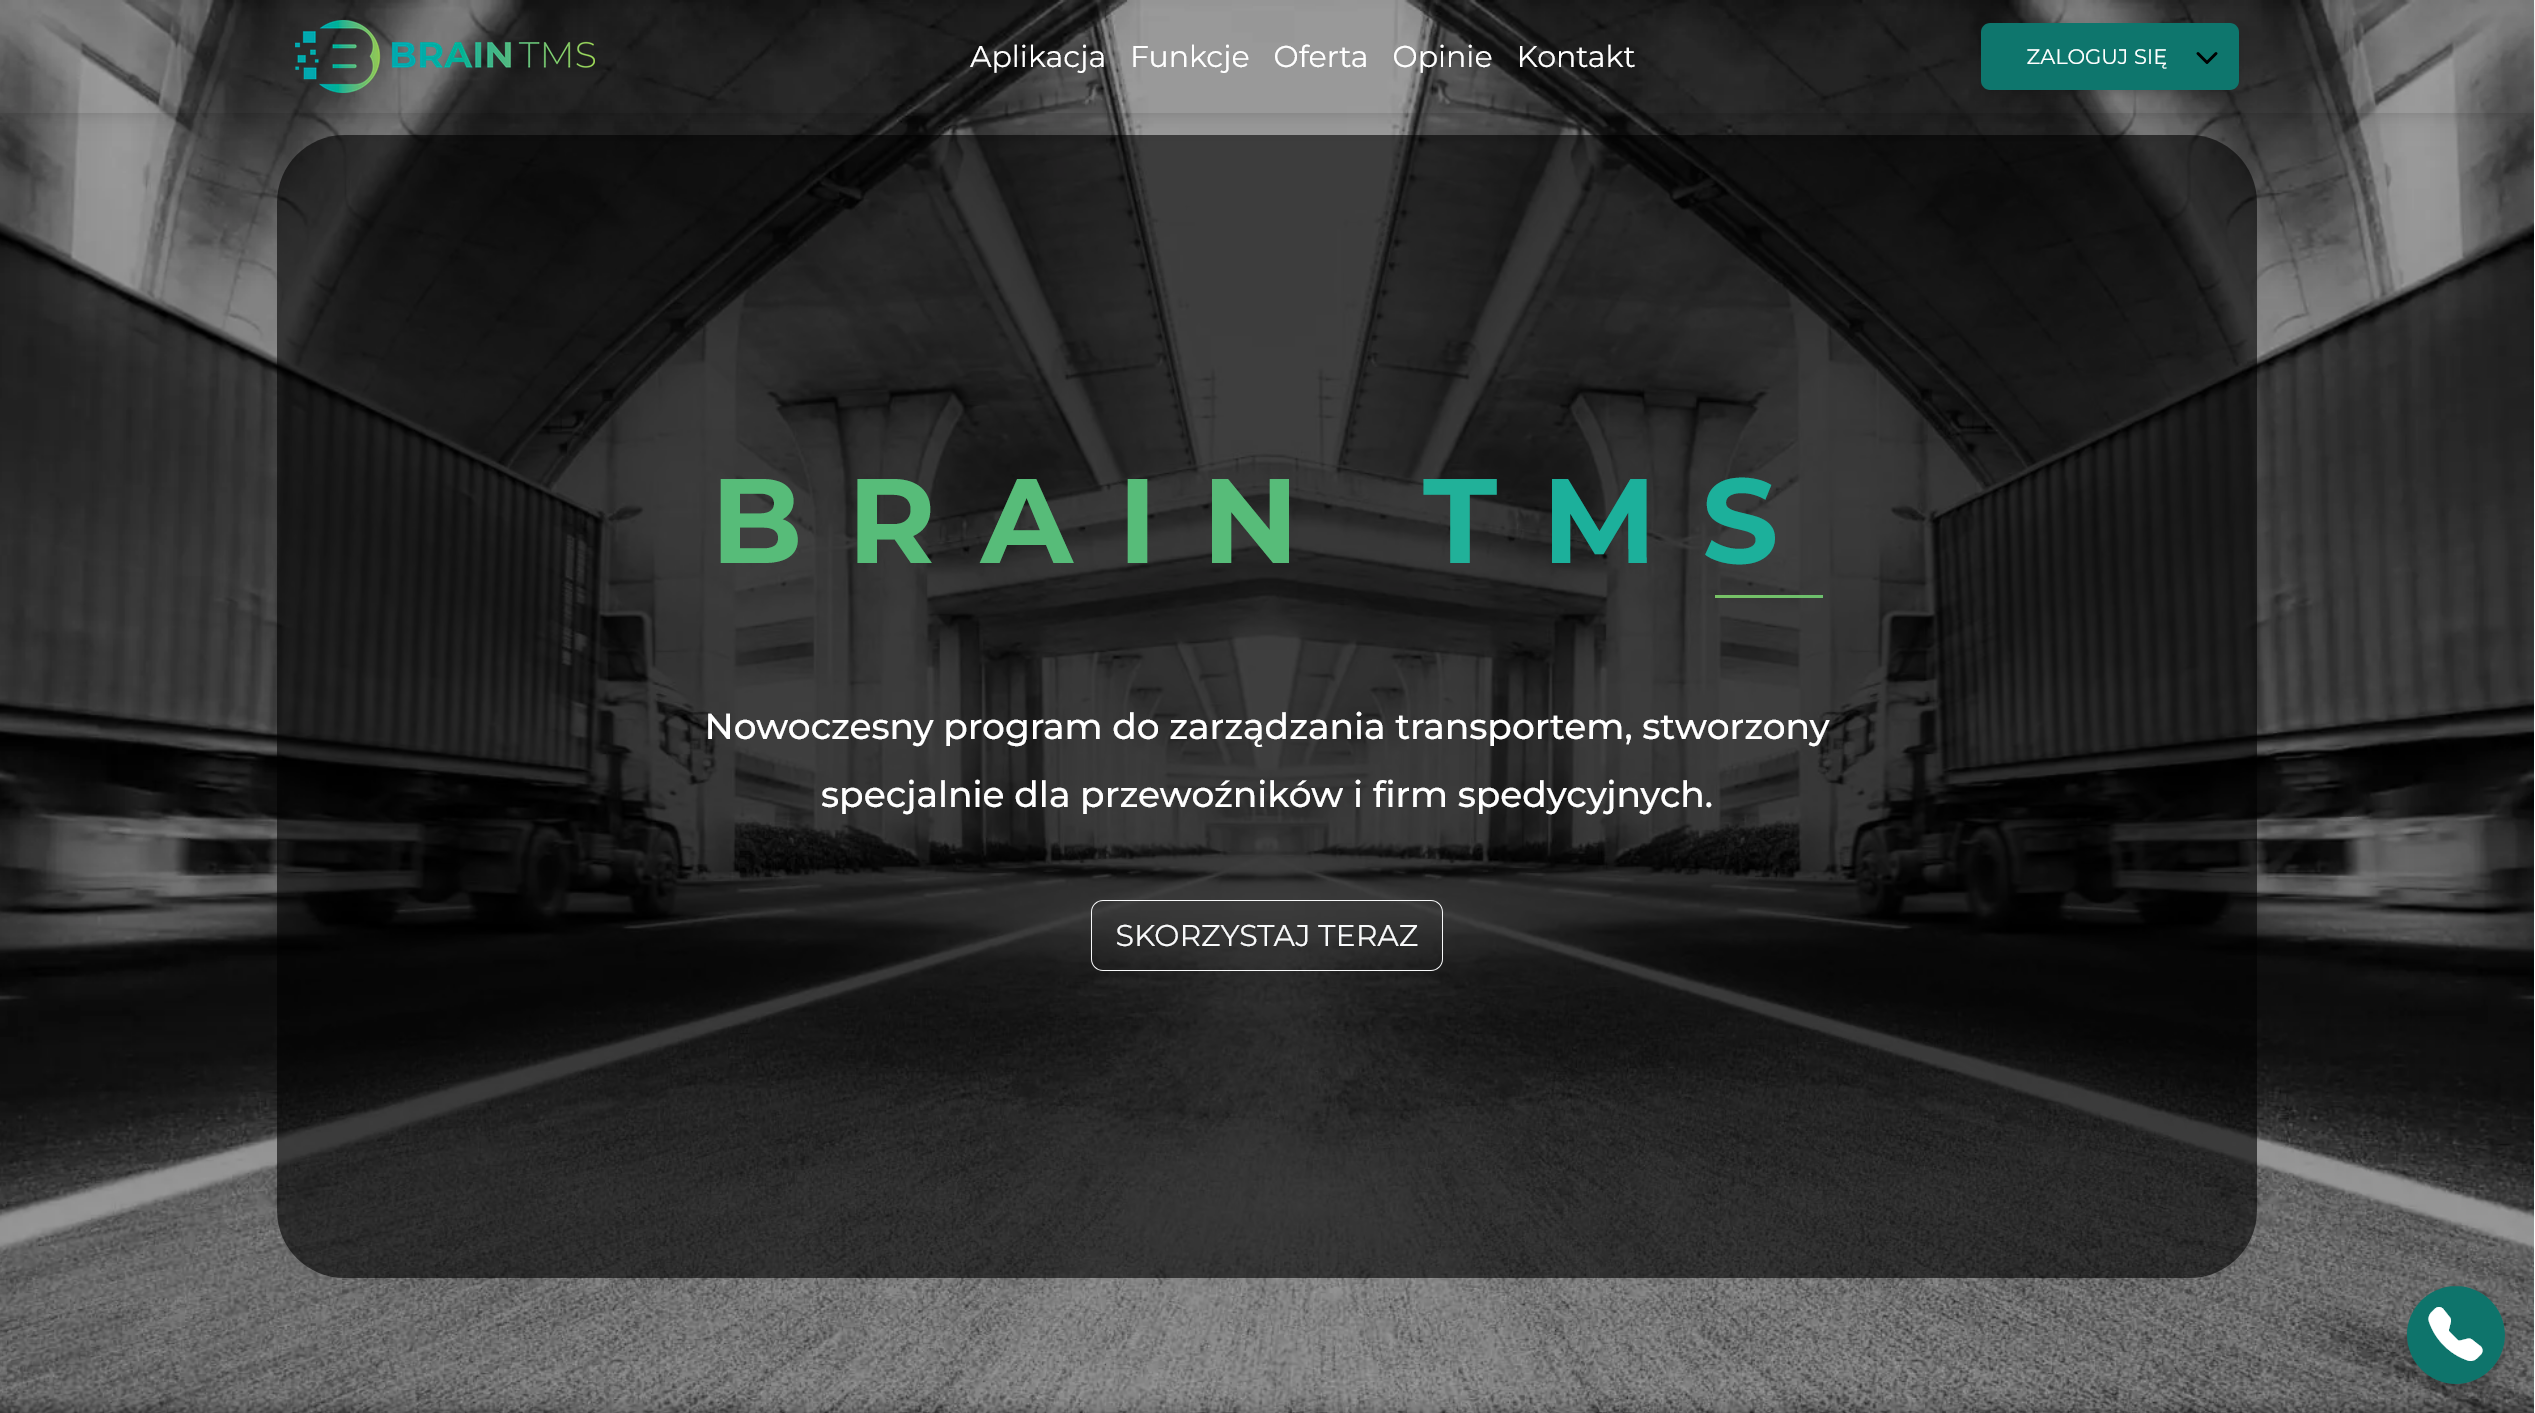 BRAIN TMS
Aplikacja Funkcje Oferta Opinie Kontakt
ZALOGUJ SIĘ
BRAIN TMS
Nowoczesny program do zarządzania transportem, stworzony
specjalnie dla przewoźników i firm spedycyjnych.
SKORZYSTAJ TERAZ